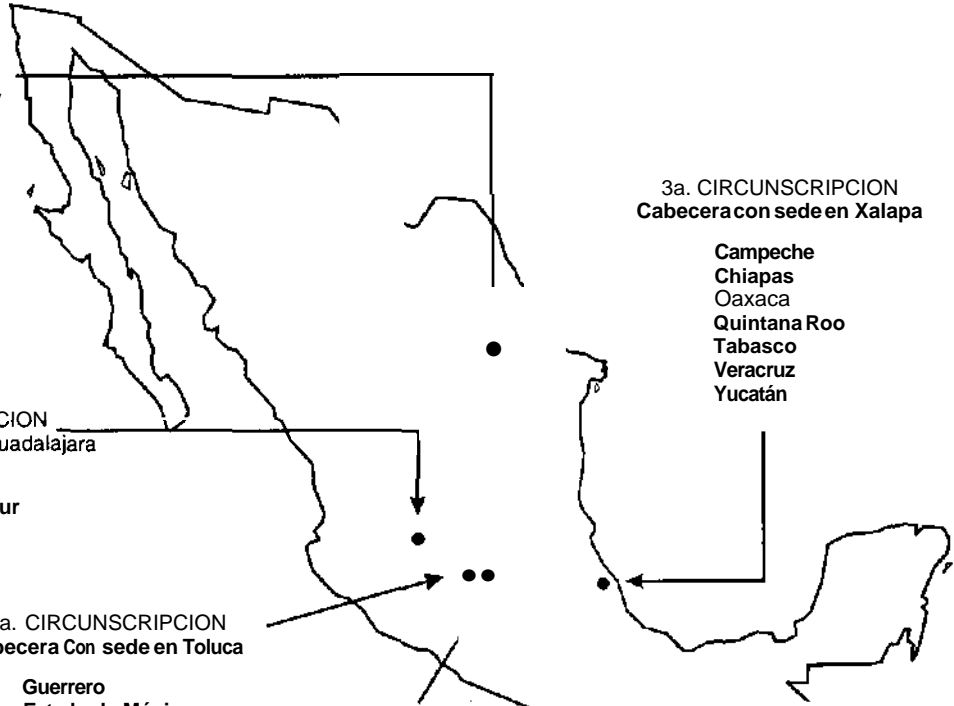 3a. CIRCUNSCRIPCION
Cabecera con sede en Xalapa
Campeche
Chiapas
Oaxaca
Quintana Roo
Tabasco
Veracruz
Yucatán
CION
uadalajara
ur
a. CIRCUNSCRIPCION
becera Con sede en Toluca
Guerrero